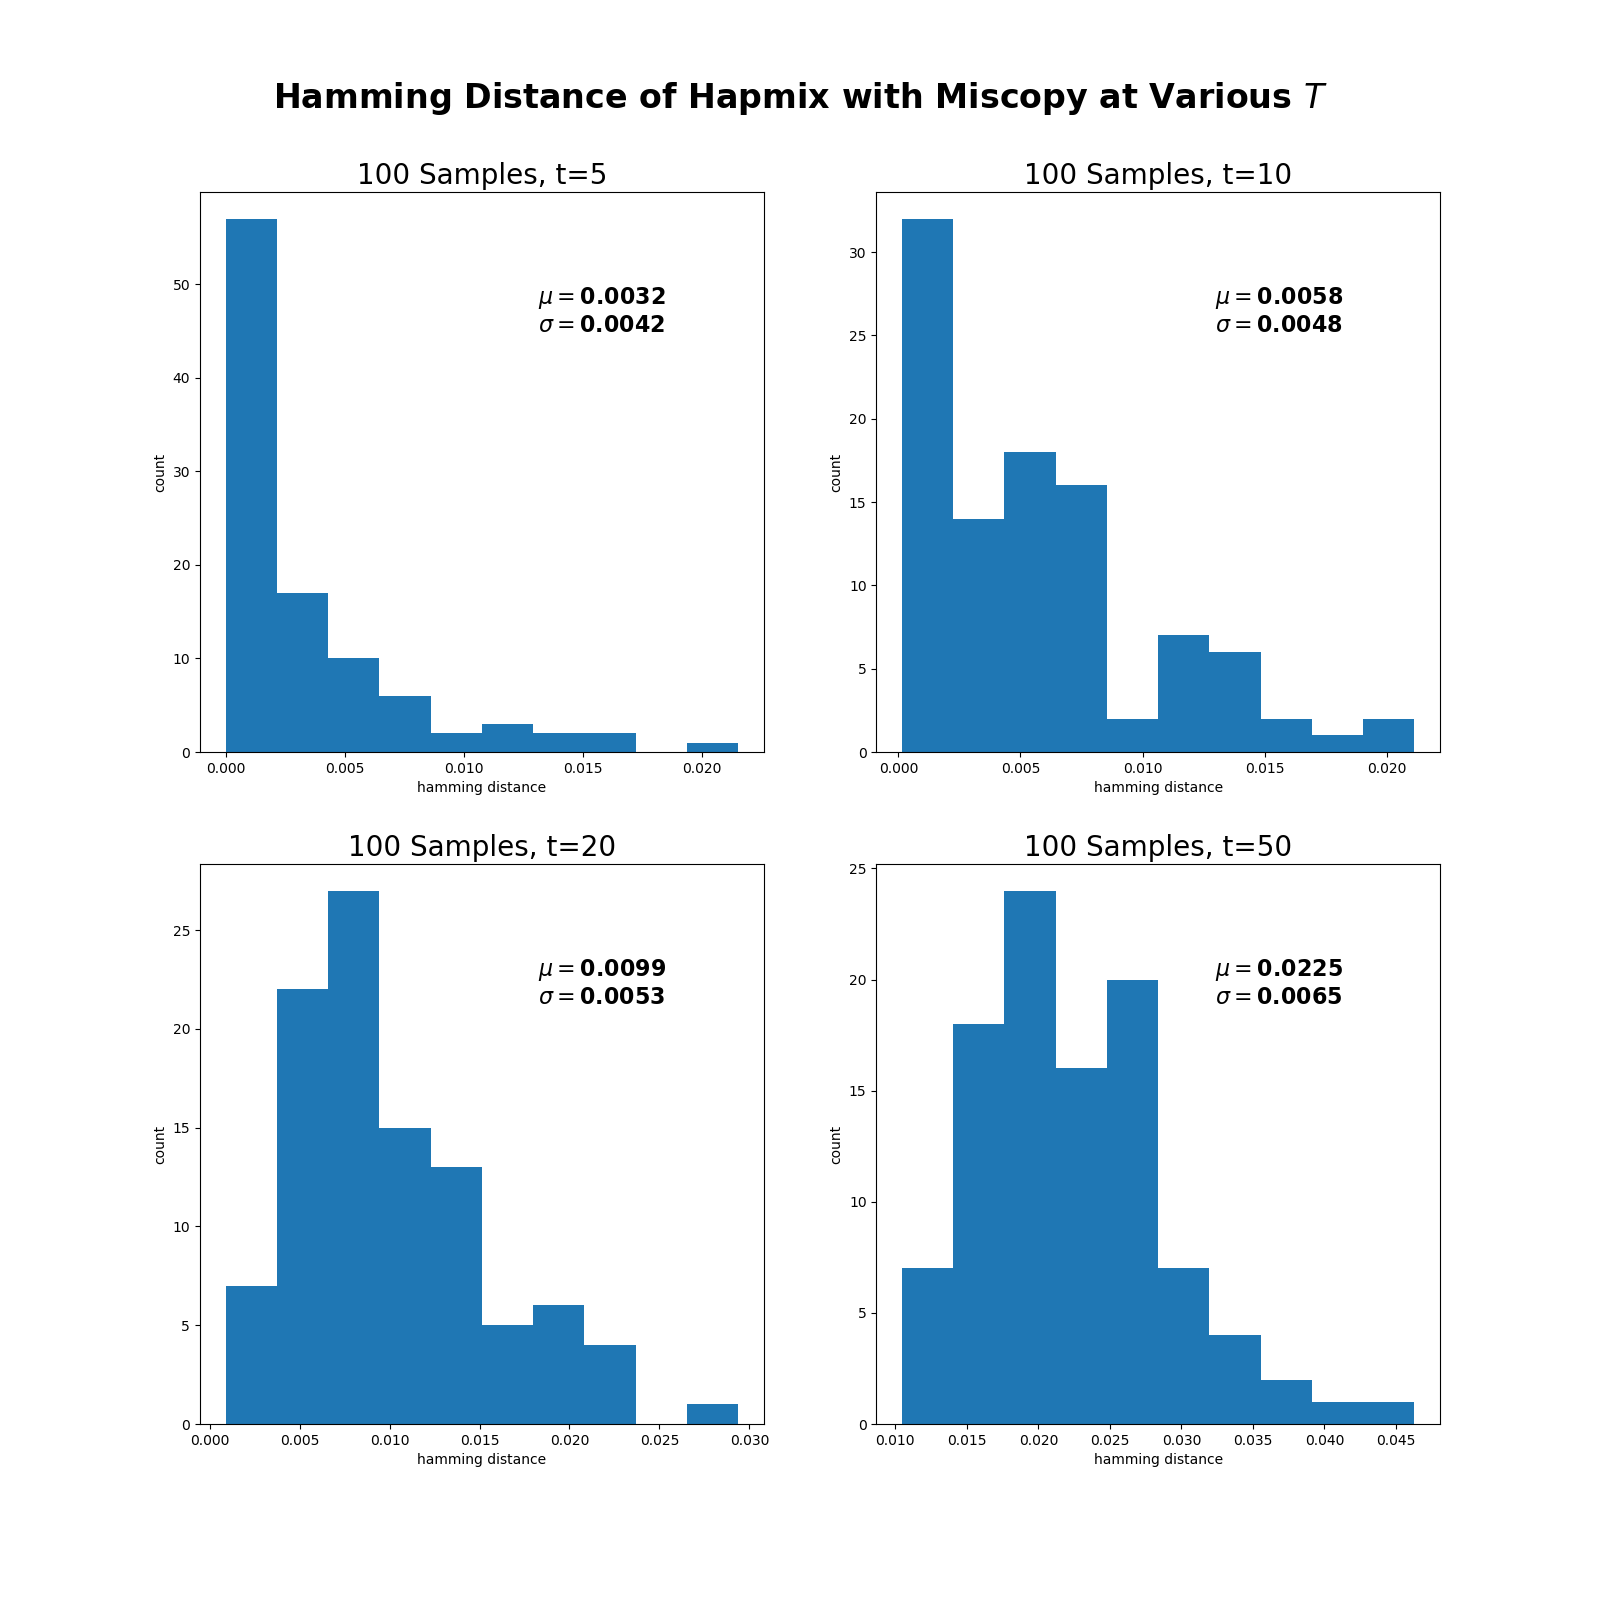 Hamming Distance of Hapmix with Miscopy at Various T
100 Samples, t=5
μ = 0.0032
σ = 0.0042
50
40
30
20
10
0
count
0.000 0.005 0.010 0.015 0.020
hamming distance
100 Samples, t=10
μ = 0.0058
σ = 0.0048
30
25
20
15
10
5
0
count
0.000 0.005 0.010 0.015 0.020
hamming distance
100 Samples, t=20
μ = 0.0099
σ = 0.0053
25
20
15
10
5
0
count
0.000 0.005 0.010 0.015 0.020 0.025 0.030
hamming distance
100 Samples, t=50
μ = 0.0225
σ = 0.0065
25
20
15
10
5
0
count
0.010 0.015 0.020 0.025 0.030 0.035 0.040 0.045
hamming distance